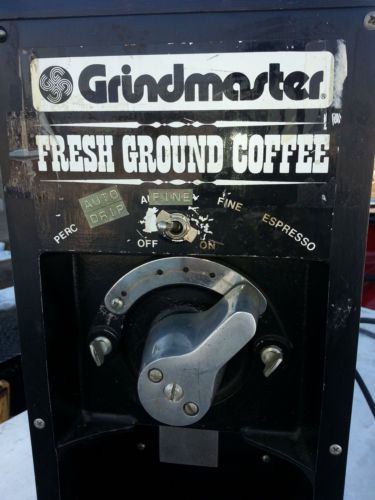 Grindmaster®
FRESH GROUND COFFEE
PERC
AUTO
DRIP
FINE
FINE
ESPRESSO
OFF
ON